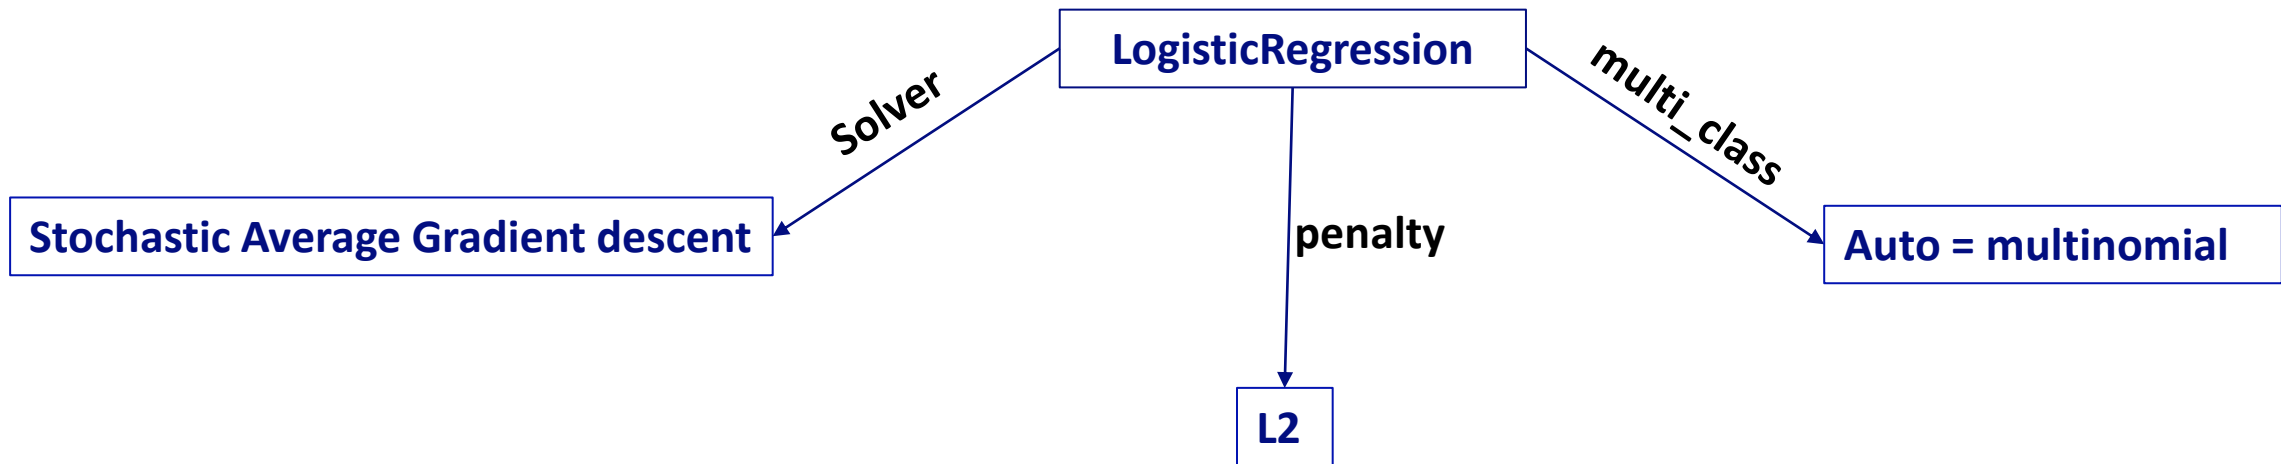 LogisticRegression
Solver
multi_class
Stochastic Average Gradient descent
penalty
Auto = multinomial
L2